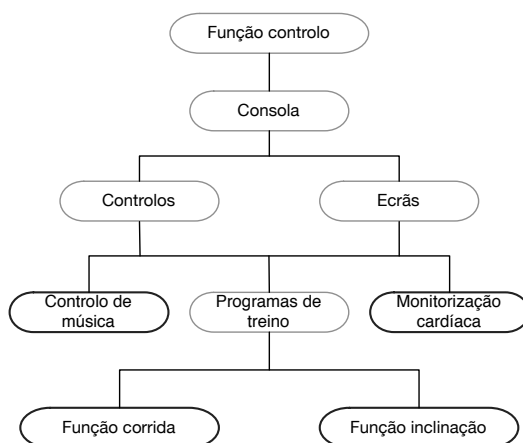 Função controlo
Consola
Controlos
Ecrãs
Controlo de
música
Programas de
treino
Monitorização
cardíaca
Função corrida
Função inclinação